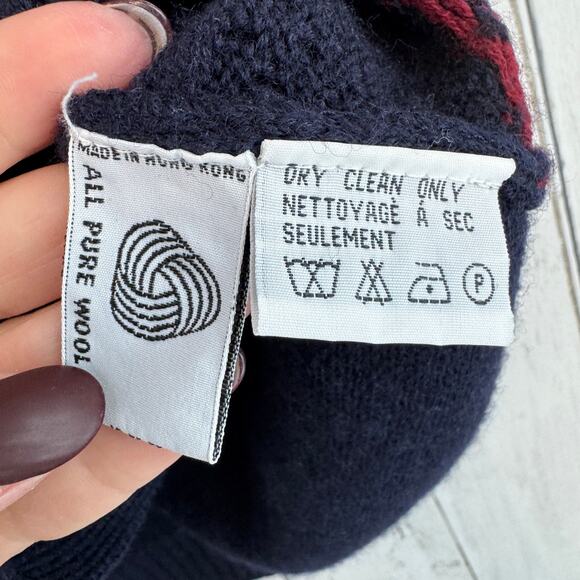 MADE IN HONG KONG
ALL PURE WOOL
DRY CLEAN ONLY
NETTOYAGÈ À SEC
SEULEMENT
P